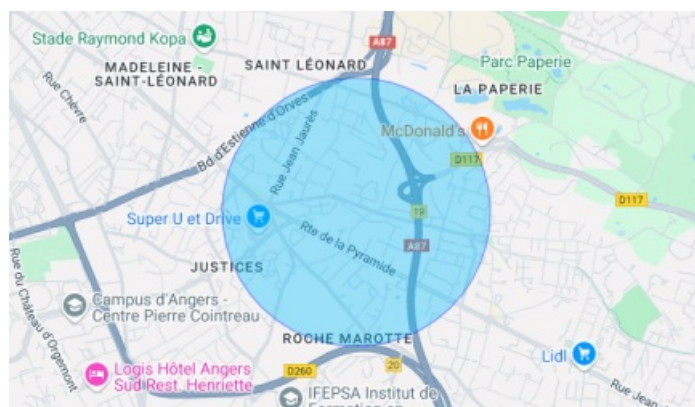 Stade Raymond Kopa
A87
MADELEINE -
SAINT-LÉONARD
SAINT LÉONARD
Parc Paperie
LA PAPERIE
Rue Chèvre
Bd d'Estienne d'Orves
Rue Jean Jaurès
McDonald's
D117
D117
Super U et Drive
19
Rte de la Pyramide
A87
JUSTICES
Rue du Château d'Orgemont
Campus d'Angers -
Centre Pierre Cointreau
ROCHE MAROTTE
Logis Hôtel Angers
Sud Rest. Henriette
D260
20
Lidl
IFEPSA Institut de
Formation en
Rue Jean